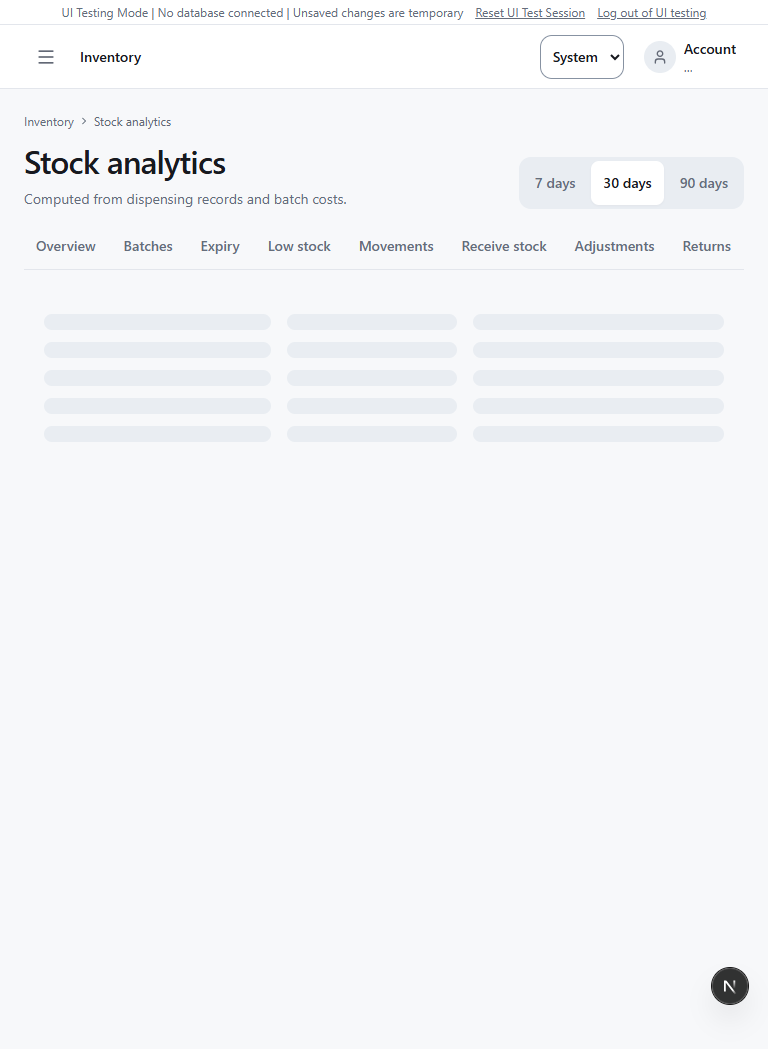 UI Testing Mode | No database connected | Unsaved changes are temporary Reset UI Test Session Log out of UI testing
Inventory
System
Account
...
Inventory > Stock analytics
Stock analytics
Computed from dispensing records and batch costs.
7 days 30 days 90 days
Overview Batches Expiry Low stock Movements Receive stock Adjustments Returns
N